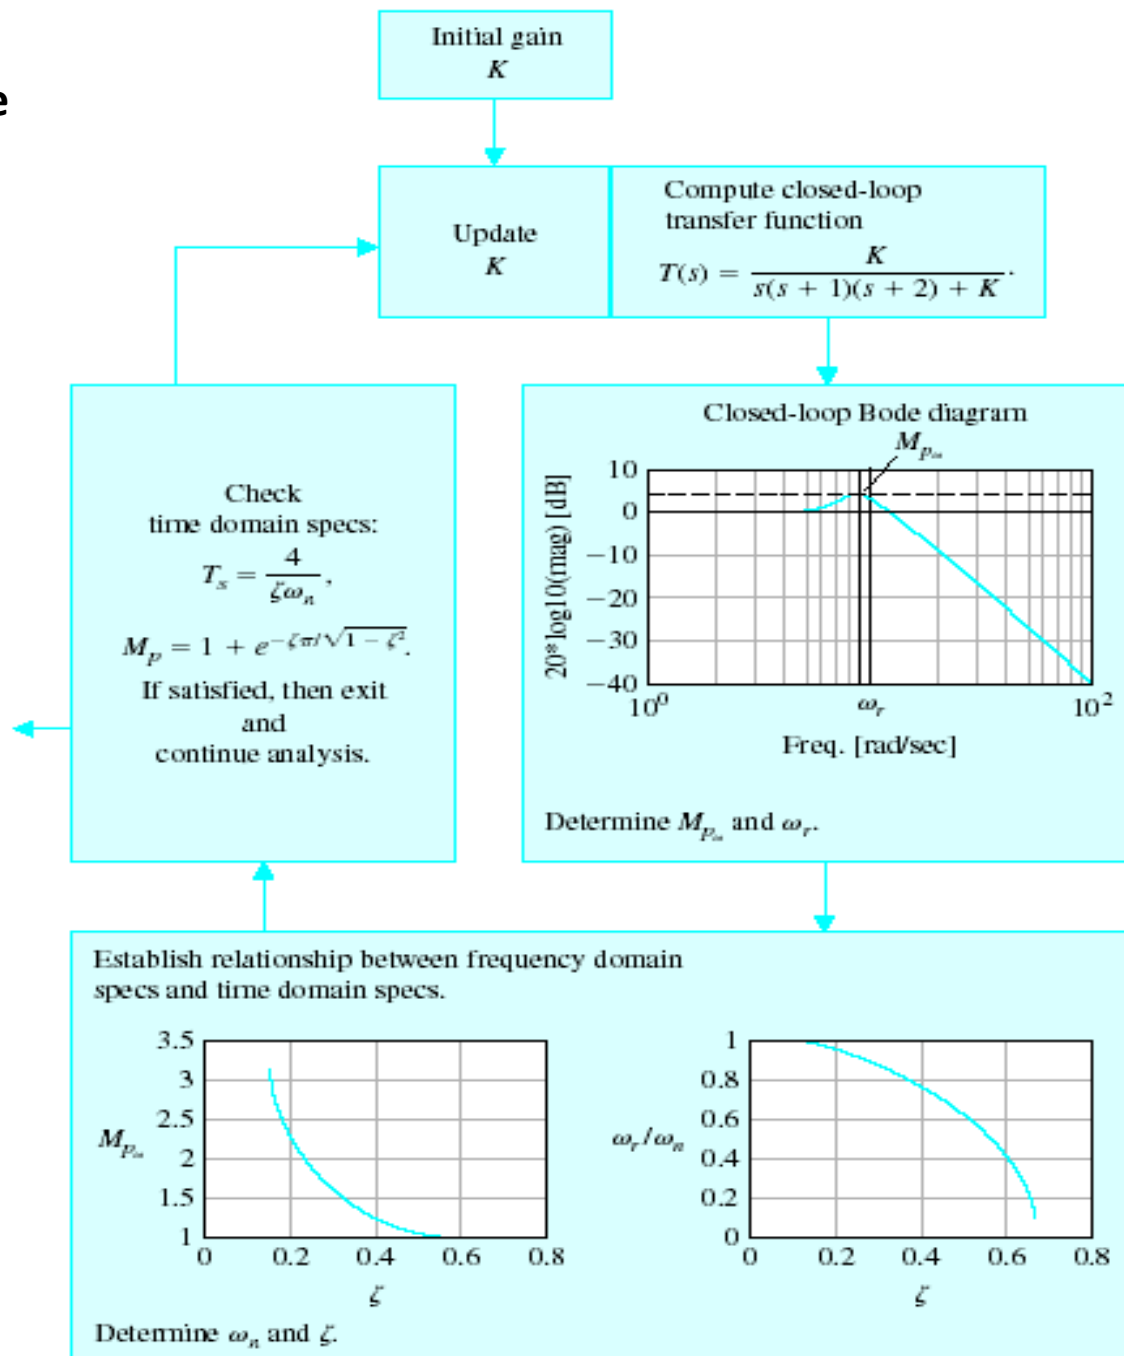 e
Initial gain
K
Update
K
Compute closed-loop
transfer function
T(s) = K / s(s + 1)(s + 2) + K .
Closed-loop Bode diagram
M_pω
10
0
−10
−20
−30
−40
20*log10(mag) [dB]
10^0
ω_r
10^2
Freq. [rad/sec]
Determine M_pω and ω_r.
Check
time domain specs:
T_s = 4 / ζω_n ,
M_p = 1 + e^−ζπ/√1 − ζ^2.
If satisfied, then exit
and
continue analysis.
Establish relationship between frequency domain
specs and time domain specs.
3.5
3
2.5
2
1.5
1
M_pω
0 0.2 0.4 0.6 0.8
ζ
1
0.8
0.6
0.4
0.2
0
ω_r/ω_n
0 0.2 0.4 0.6 0.8
ζ
Determine ω_n and ζ.